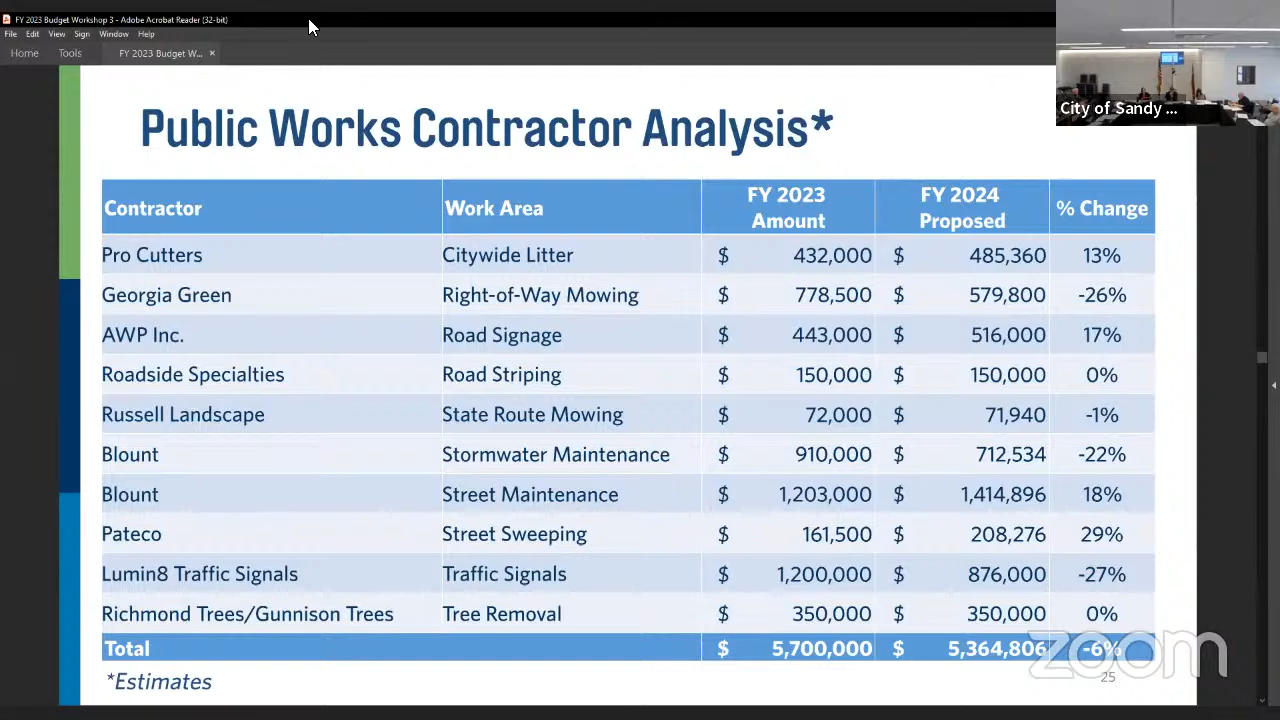 FY 2023 Budget Workshop 3 - Adobe Acrobat Reader (32-bit)
File Edit View Sign Window Help
Home Tools FY 2023 Budget W... ×
City of Sandy ...
Public Works Contractor Analysis*
Contractor Work Area FY 2023 Amount FY 2024 Proposed % Change
Pro Cutters Citywide Litter $ 432,000 $ 485,360 13%
Georgia Green Right-of-Way Mowing $ 778,500 $ 579,800 -26%
AWP Inc. Road Signage $ 443,000 $ 516,000 17%
Roadside Specialties Road Striping $ 150,000 $ 150,000 0%
Russell Landscape State Route Mowing $ 72,000 $ 71,940 -1%
Blount Stormwater Maintenance $ 910,000 $ 712,534 -22%
Blount Street Maintenance $ 1,203,000 $ 1,414,896 18%
Pateco Street Sweeping $ 161,500 $ 208,276 29%
Lumin8 Traffic Signals Traffic Signals $ 1,200,000 $ 876,000 -27%
Richmond Trees/Gunnison Trees Tree Removal $ 350,000 $ 350,000 0%
Total $ 5,700,000 $ 5,364,806 -6%
*Estimates
25
zoom